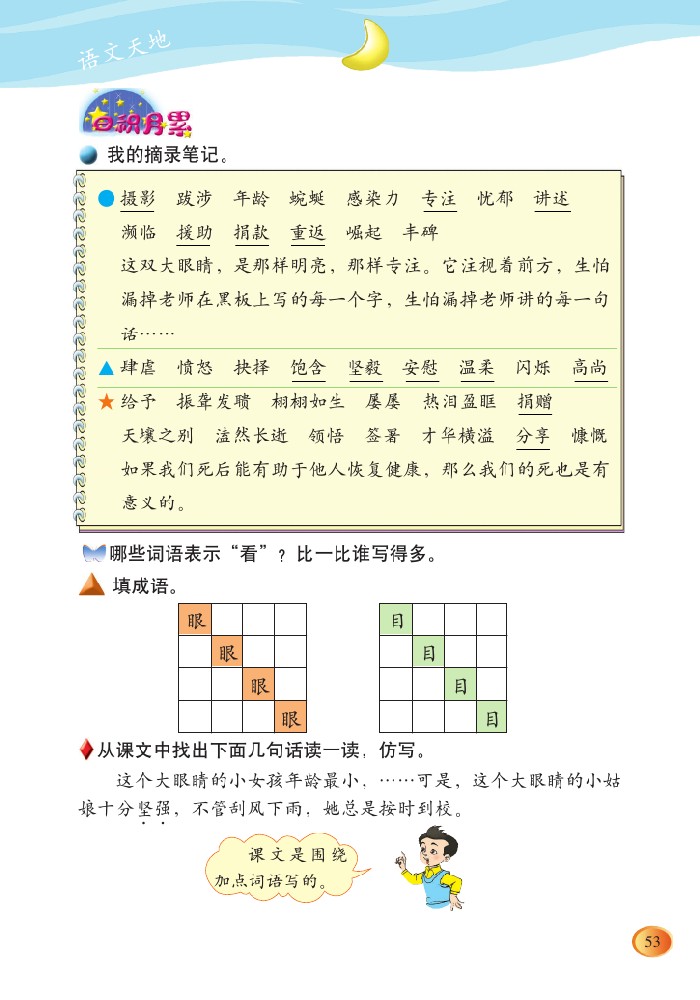 语文天地
日积月累
我的摘录笔记。
摄影 跋涉 年龄 蜿蜒 感染力 专注 忧郁 讲述
濒临 援助 捐款 重返 崛起 丰碑
这双大眼睛，是那样明亮，那样专注。它注视着前方，生怕
漏掉老师在黑板上写的每一个字，生怕漏掉老师讲的每一句
话……
肆虐 愤怒 抉择 饱含 坚毅 安慰 温柔 闪烁 高尚
给予 振聋发聩 栩栩如生 屡屡 热泪盈眶 捐赠
天壤之别 溘然长逝 领悟 签署 才华横溢 分享 慷慨
如果我们死后能有助于他人恢复健康，那么我们的死也是有
意义的。
哪些词语表示“看”？比一比谁写得多。
填成语。
眼 目
眼 目
眼 目
眼 目
从课文中找出下面几句话读一读，仿写。
这个大眼睛的小女孩年龄最小，……可是，这个大眼睛的小姑
娘十分坚强，不管刮风下雨，她总是按时到校。
课文是围绕
加点词语写的。
53